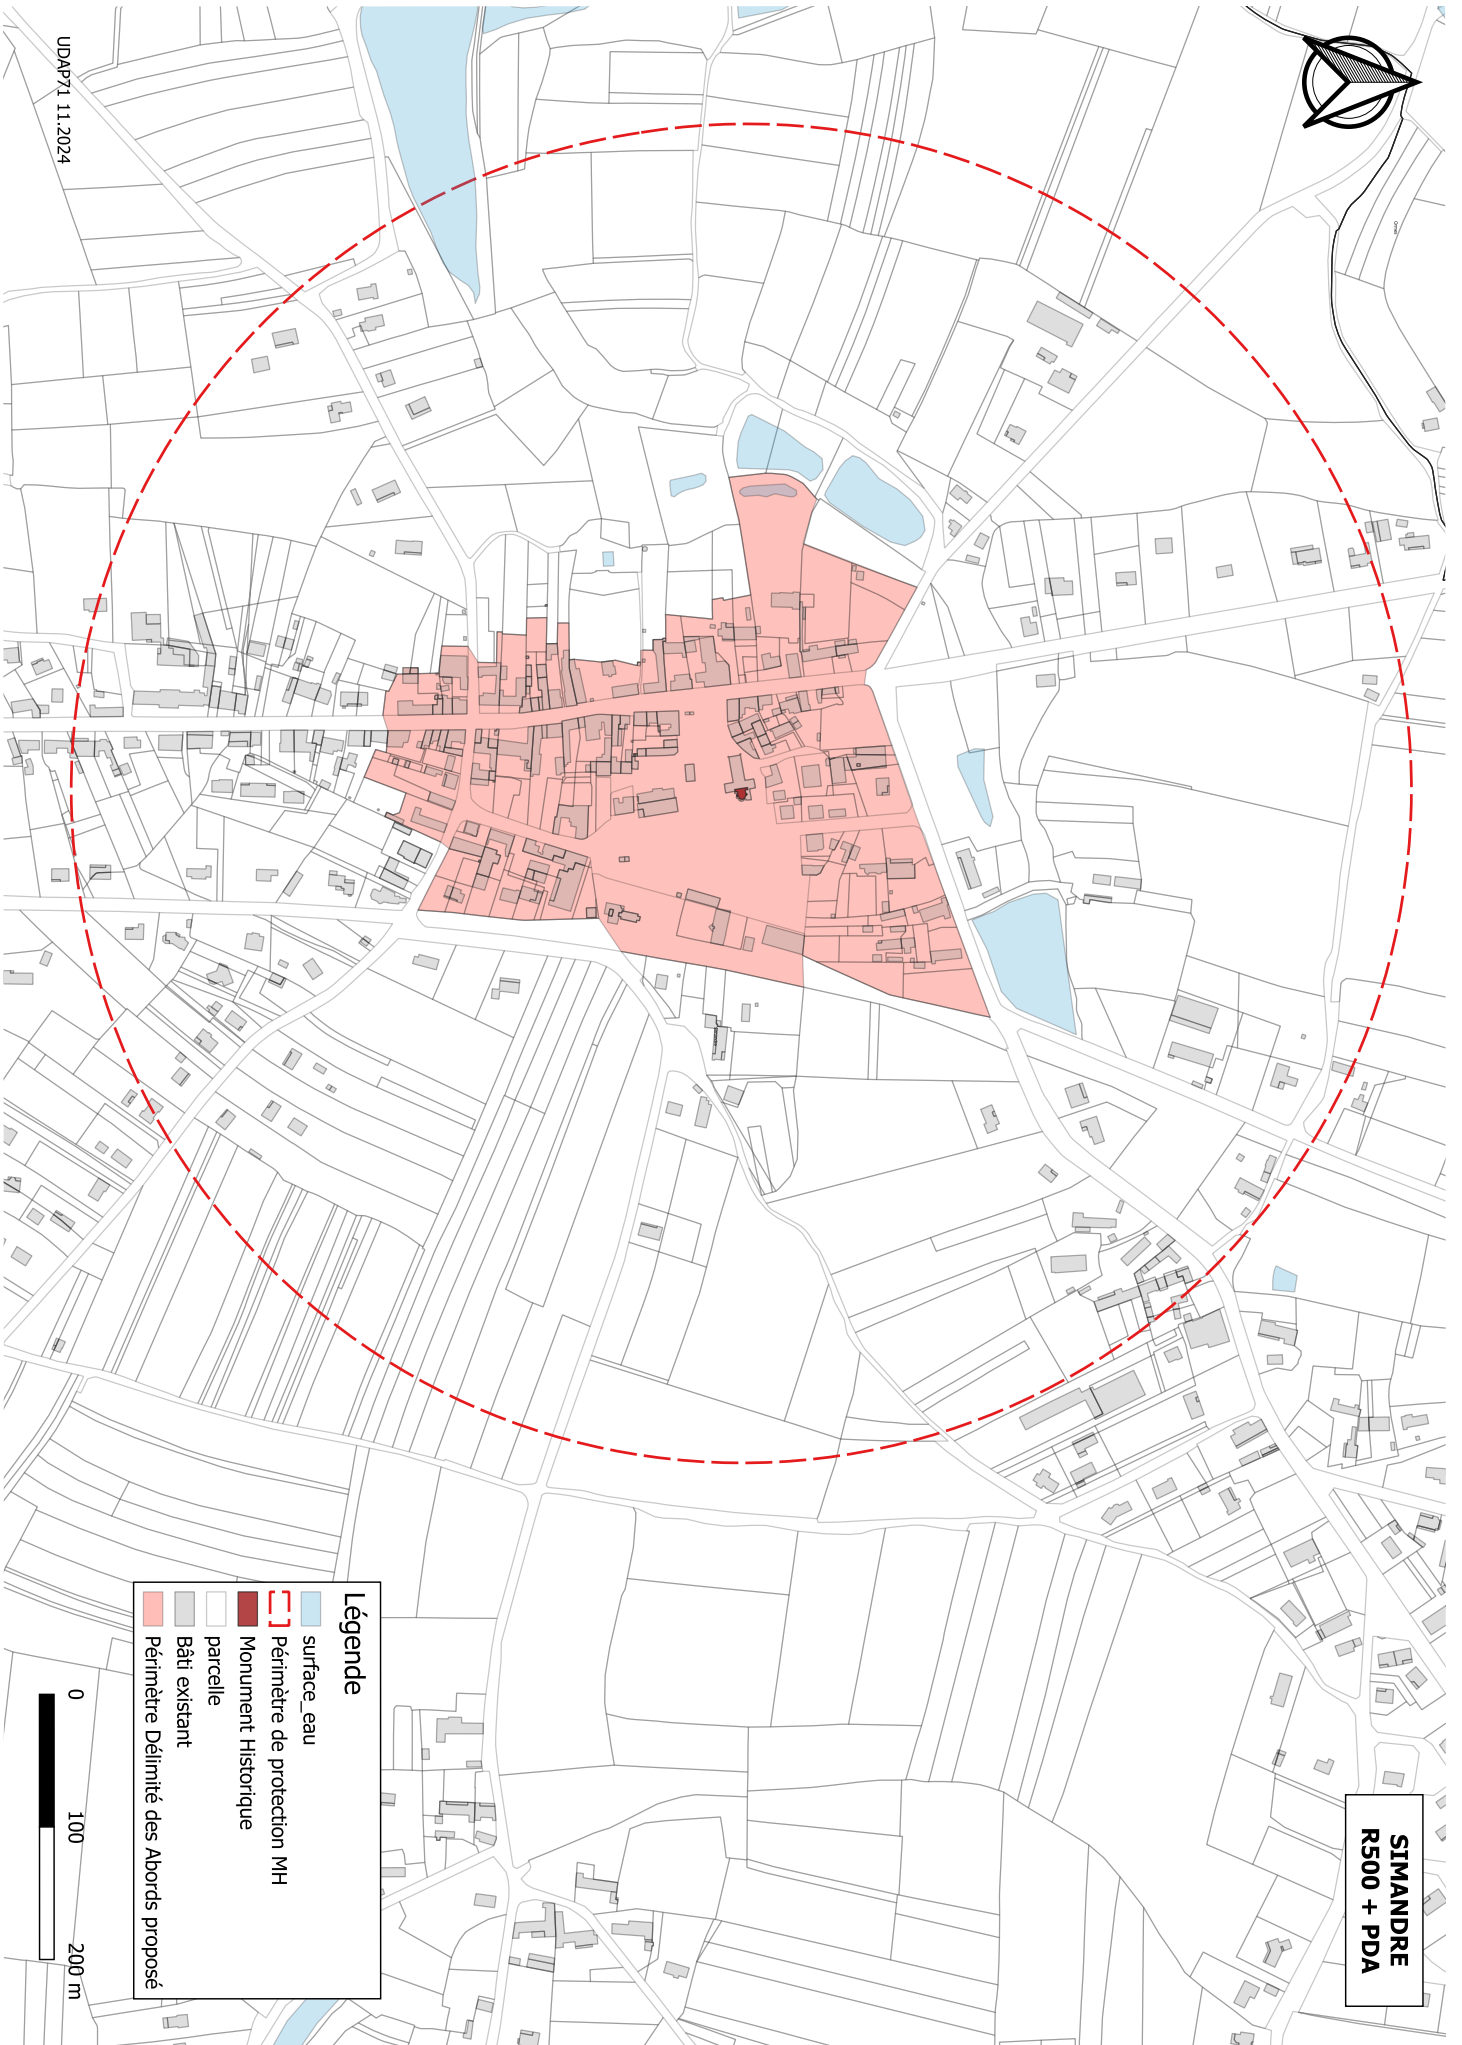 SIMANDRE
R500 + PDA
Légende
surface_eau
Périmètre de protection MH
Monument Historique
parcelle
Bâti existant
Périmètre Délimité des Abords proposé
0 100 200 m
UDAP71 11.2024